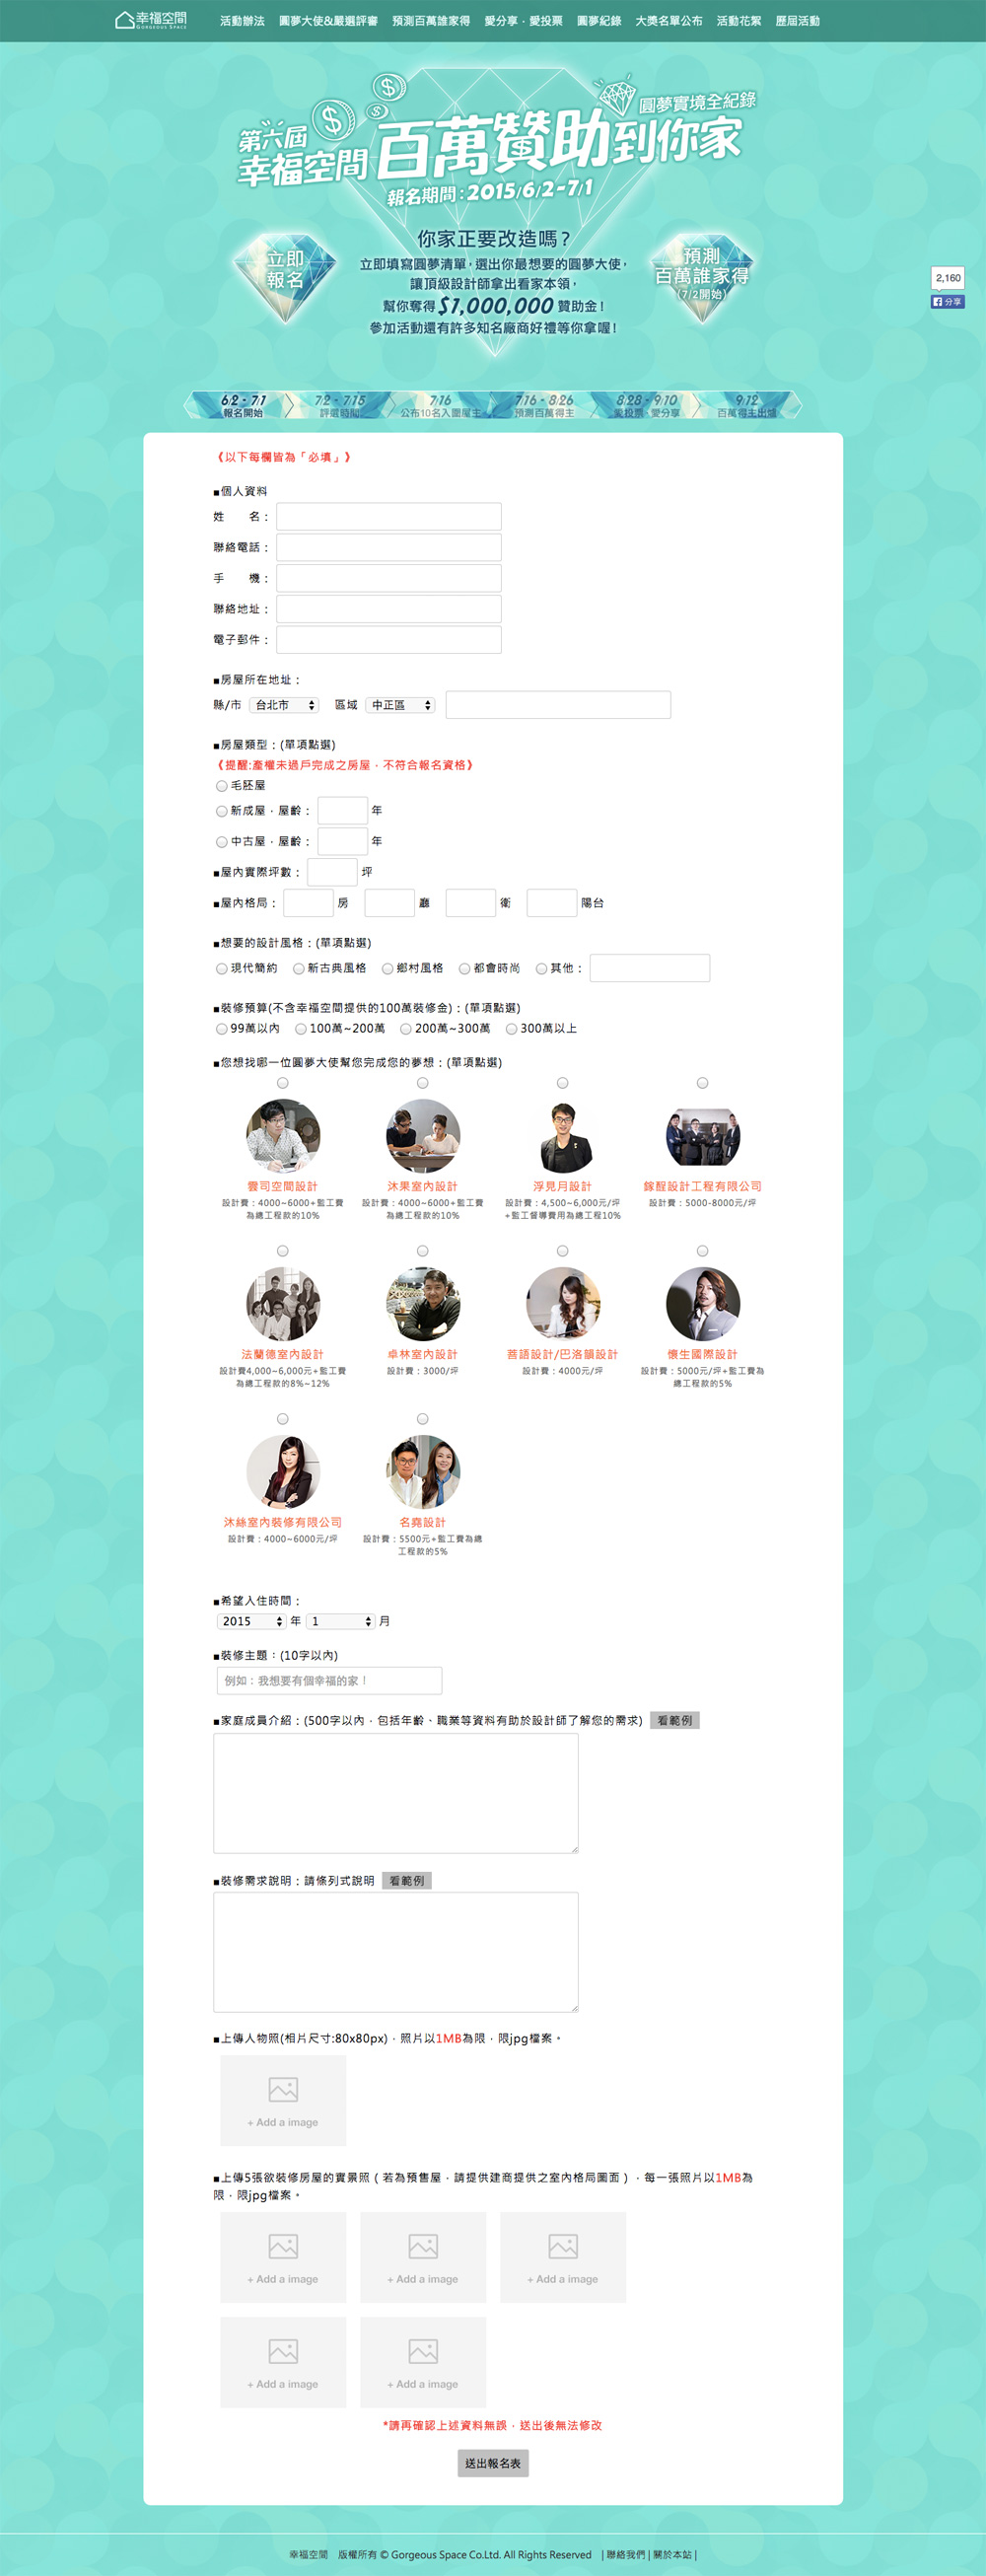 幸福空間
GORGEOUS SPACE
活動辦法 圓夢大使&嚴選評審 預測百萬誰家得 愛分享．愛投票 圓夢紀錄 大獎名單公布 活動花絮 歷屆活動
圓夢實境全紀錄
第六屆
幸福空間 百萬贊助到你家
報名期間：2015/6/2-7/1
你家正要改造嗎？
立即填寫圓夢清單，選出你最想要的圓夢大使，
讓頂級設計師拿出看家本領，
幫你奪得 $1,000,000 贊助金！
參加活動還有許多知名廠商好禮等你拿喔！
立即
報名
預測
百萬誰家得
(7/2開始)
2,160
分享
6/2 - 7/1
報名開始
7/2 - 7/15
評選時間
7/16
公布10名入圍屋主
7/16 - 8/26
預測百萬得主
8/28 - 9/10
愛投票．愛分享
9/12
百萬得主出爐
《以下每欄皆為「必填」》
■個人資料
姓　　名：
聯絡電話：
手　　機：
聯絡地址：
電子郵件：
■房屋所在地址：
縣/市 台北市 區域 中正區
■房屋類型：(單項點選)
《提醒:產權未過戶完成之房屋，不符合報名資格》
毛胚屋
新成屋，屋齡： 年
中古屋，屋齡： 年
■屋內實際坪數： 坪
■屋內格局： 房 廳 衛 陽台
■想要的設計風格：(單項點選)
現代簡約 新古典風格 鄉村風格 都會時尚 其他：
■裝修預算(不含幸福空間提供的100萬裝修金)：(單項點選)
99萬以內 100萬~200萬 200萬~300萬 300萬以上
■您想找哪一位圓夢大使幫您完成您的夢想：(單項點選)
雲司空間設計
設計費：4000~6000+監工費
為總工程款的10%
沐果室內設計
設計費：4000~6000+監工費
為總工程款的10%
浮見月設計
設計費：4,500~6,000元/坪
+監工督導費用為總工程10%
鎵酲設計工程有限公司
設計費：5000-8000元/坪
法蘭德室內設計
設計費4,000~6,000元+監工費
為總工程款的8%~12%
卓林室內設計
設計費：3000/坪
菩語設計/巴洛韻設計
設計費：4000元/坪
懷生國際設計
設計費：5000元/坪+監工費為
總工程款的5%
沐絲室內裝修有限公司
設計費：4000~6000元/坪
名堯設計
設計費：5500元+監工費為總
工程款的5%
■希望入住時間：
2015 年 1 月
■裝修主題：(10字以內)
例如：我想要有個幸福的家！
■家庭成員介紹：(500字以內，包括年齡、職業等資料有助於設計師了解您的需求) 看範例
■裝修需求說明：請條列式說明 看範例
■上傳人物照(相片尺寸:80x80px)，照片以1MB為限，限jpg檔案。
+ Add a image
■上傳5張欲裝修房屋的實景照（若為預售屋，請提供建商提供之室內格局圖面），每一張照片以1MB為
限，限jpg檔案。
+ Add a image + Add a image + Add a image
+ Add a image + Add a image
*請再確認上述資料無誤，送出後無法修改
送出報名表
幸福空間　版權所有 © Gorgeous Space Co.Ltd. All Rights Reserved　| 聯絡我們 | 關於本站 |